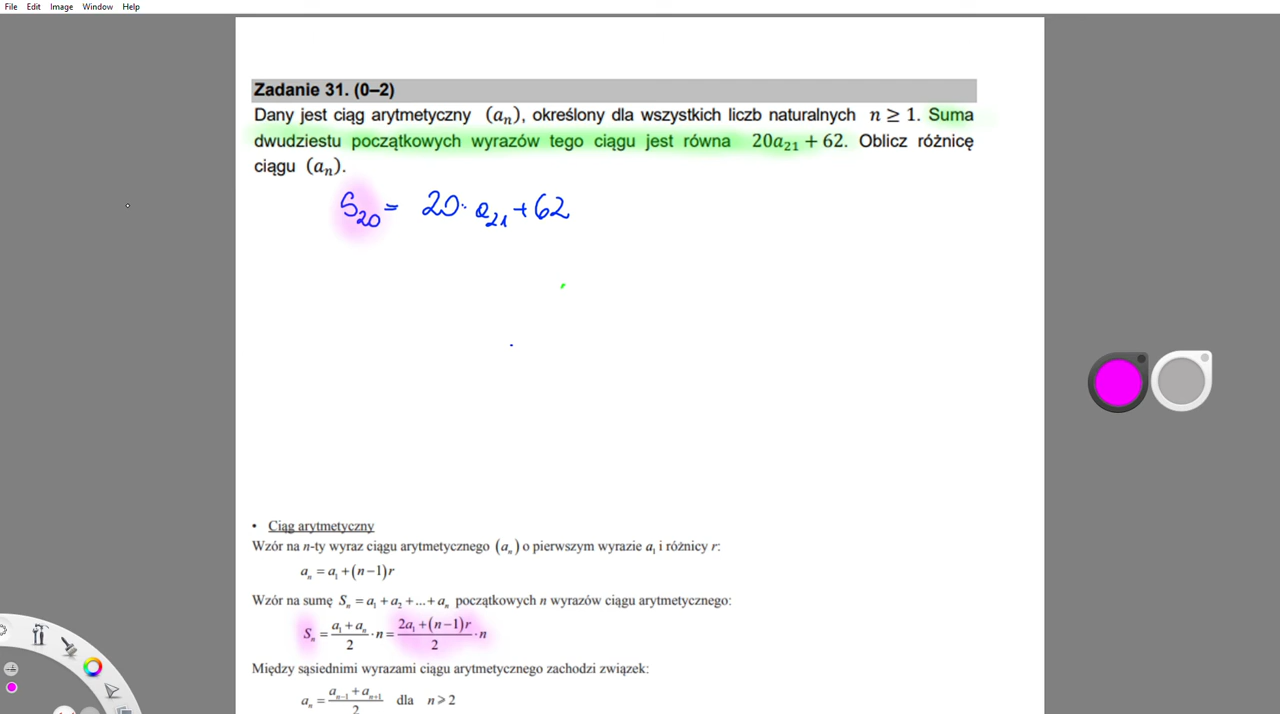 File Edit Image Window Help
Zadanie 31. (0–2)
Dany jest ciąg arytmetyczny (aₙ), określony dla wszystkich liczb naturalnych n ≥ 1. Suma
dwudziestu początkowych wyrazów tego ciągu jest równa 20a₂₁ + 62. Oblicz różnicę
ciągu (aₙ).
S₂₀ = 20· a₂₁ + 62
• Ciąg arytmetyczny
Wzór na n-ty wyraz ciągu arytmetycznego (aₙ) o pierwszym wyrazie a₁ i różnicy r:
aₙ = a₁ + (n−1)r
Wzór na sumę Sₙ = a₁ + a₂ + ... + aₙ początkowych n wyrazów ciągu arytmetycznego:
Sₙ = (a₁ + aₙ)/2 · n = (2a₁ + (n−1)r)/2 · n
Między sąsiednimi wyrazami ciągu arytmetycznego zachodzi związek:
aₙ = (aₙ₋₁ + aₙ₊₁)/2 dla n ⩾ 2